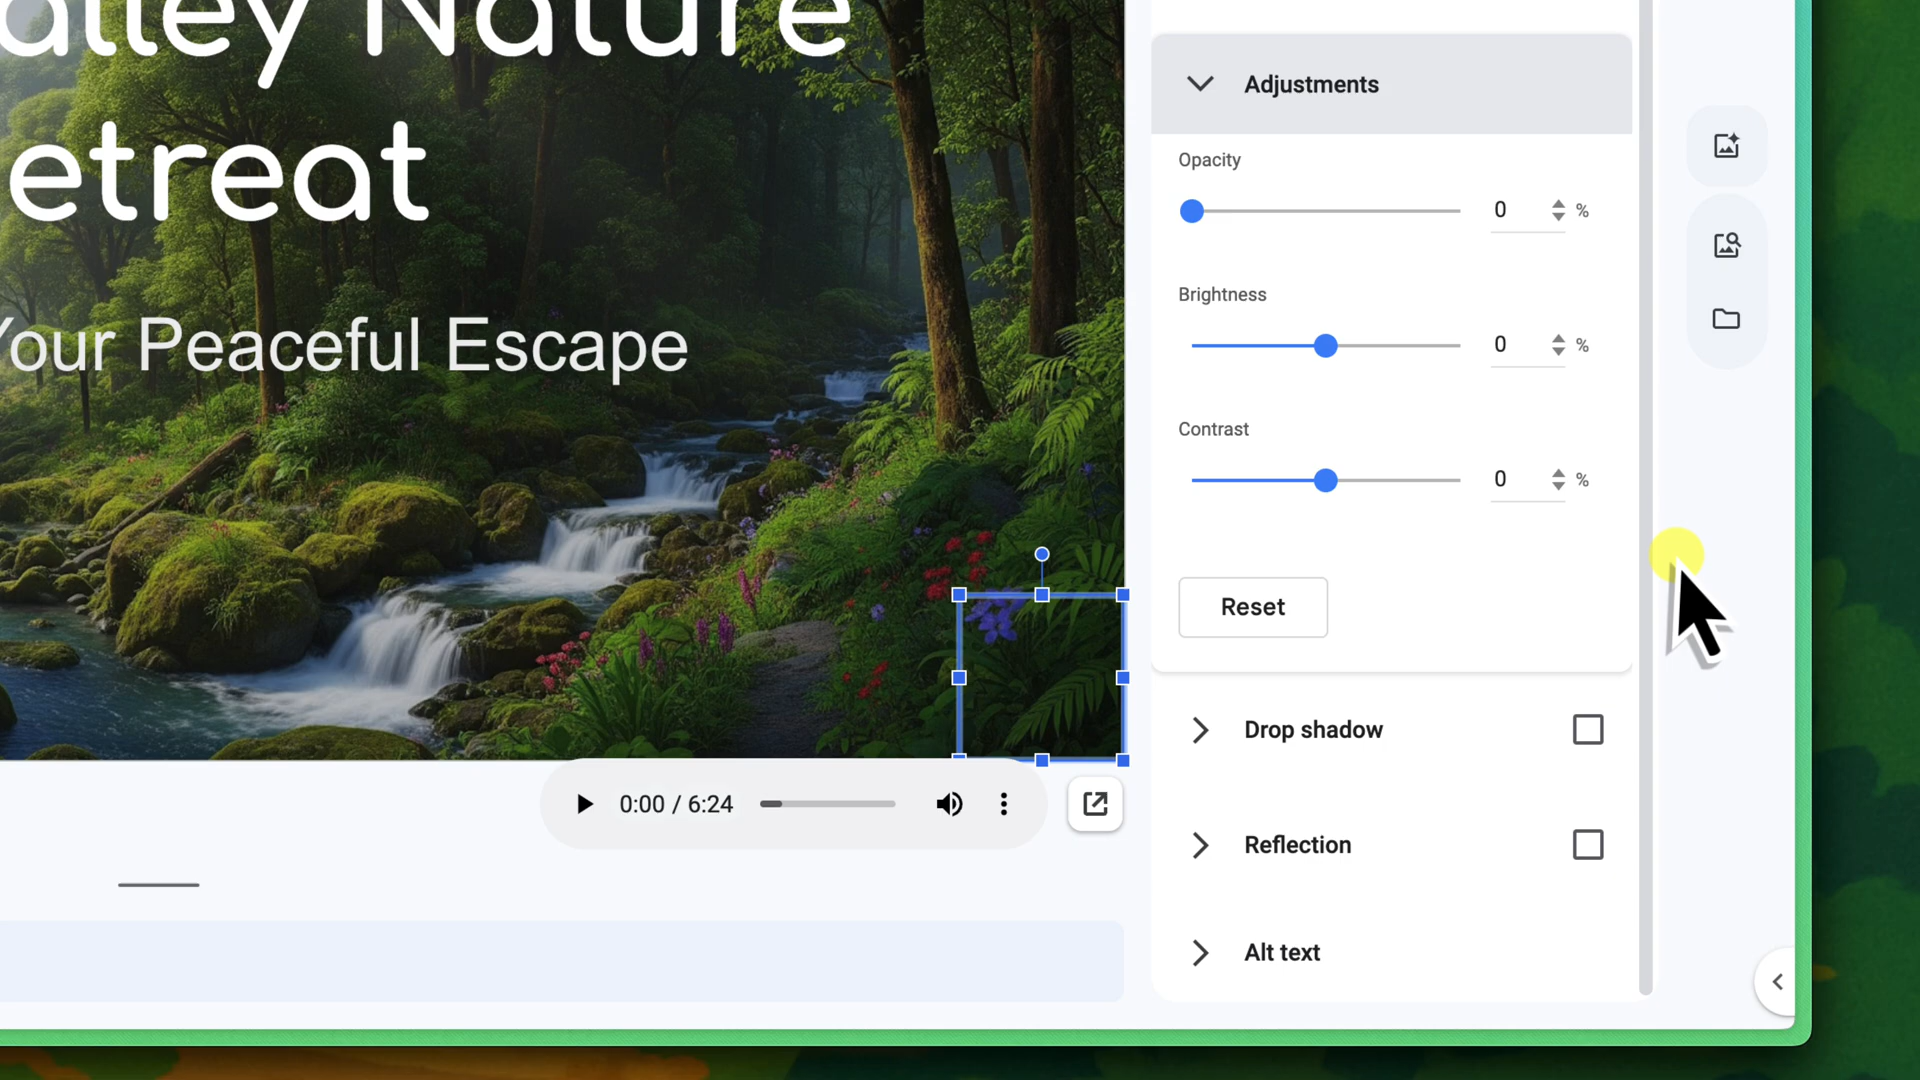 alley Nature
etreat
Your Peaceful Escape
Adjustments
Opacity
0 %
Brightness
0 %
Contrast
0 %
Reset
Drop shadow
Reflection
Alt text
0:00 / 6:24